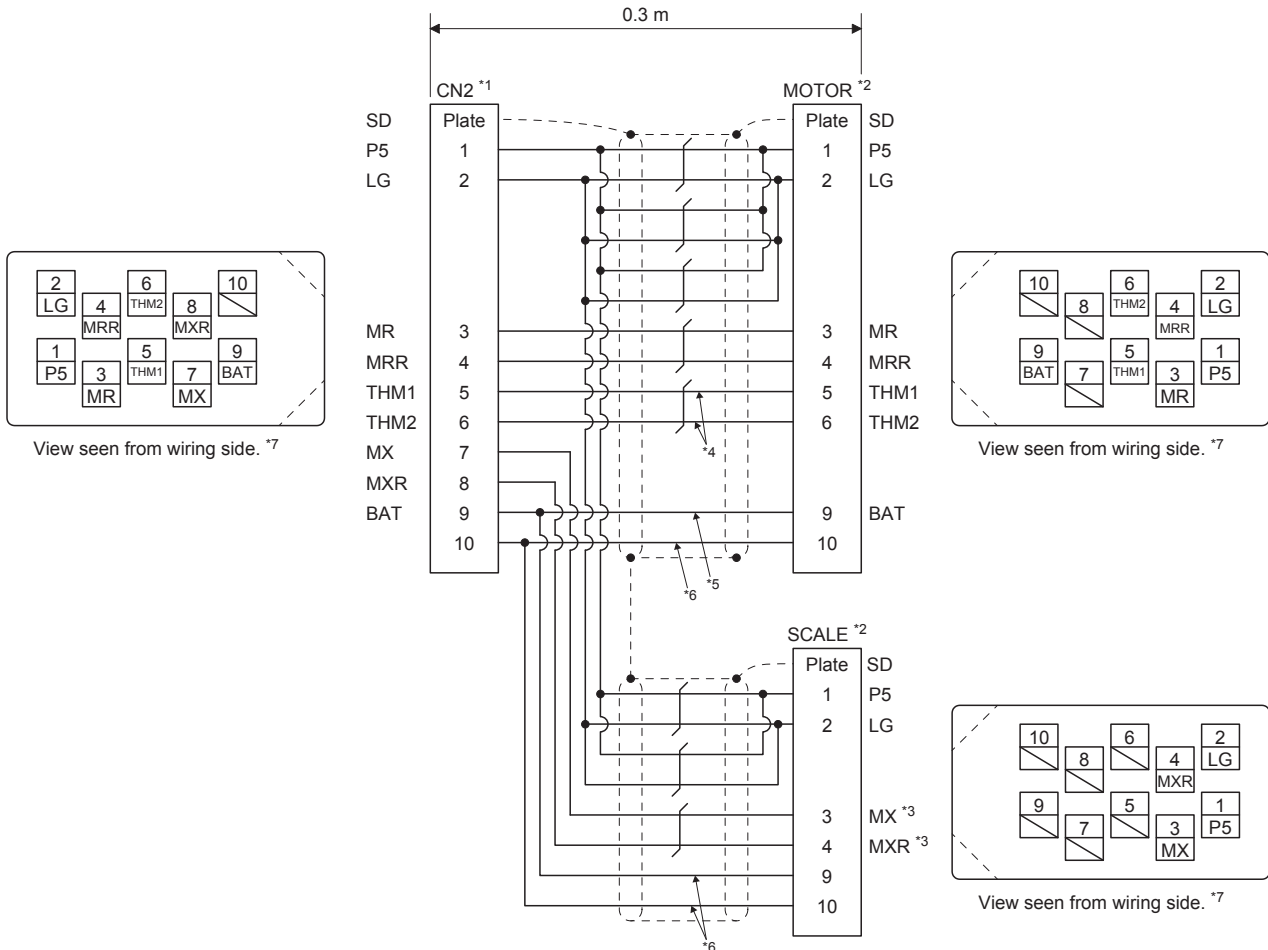 0.3 m
CN2 *1
MOTOR *2
SD Plate Plate SD
P5 1 1 P5
LG 2 2 LG
MR 3 3 MR
MRR 4 4 MRR
THM1 5 5 THM1
THM2 6 6 THM2
*4
MX 7
MXR 8
BAT 9 9 BAT
10 10
*5
*6
2 LG
4 MRR
6 THM2
8 MXR
10
1 P5
3 MR
5 THM1
7 MX
9 BAT
View seen from wiring side. *7
10
8
6 THM2
4 MRR
2 LG
9 BAT
7
5 THM1
3 MR
1 P5
View seen from wiring side. *7
SCALE *2
Plate SD
1 P5
2 LG
3 MX *3
4 MXR *3
9
10
*6
10
8
6
4 MXR
2 LG
9
7
5
3 MX
1 P5
View seen from wiring side. *7